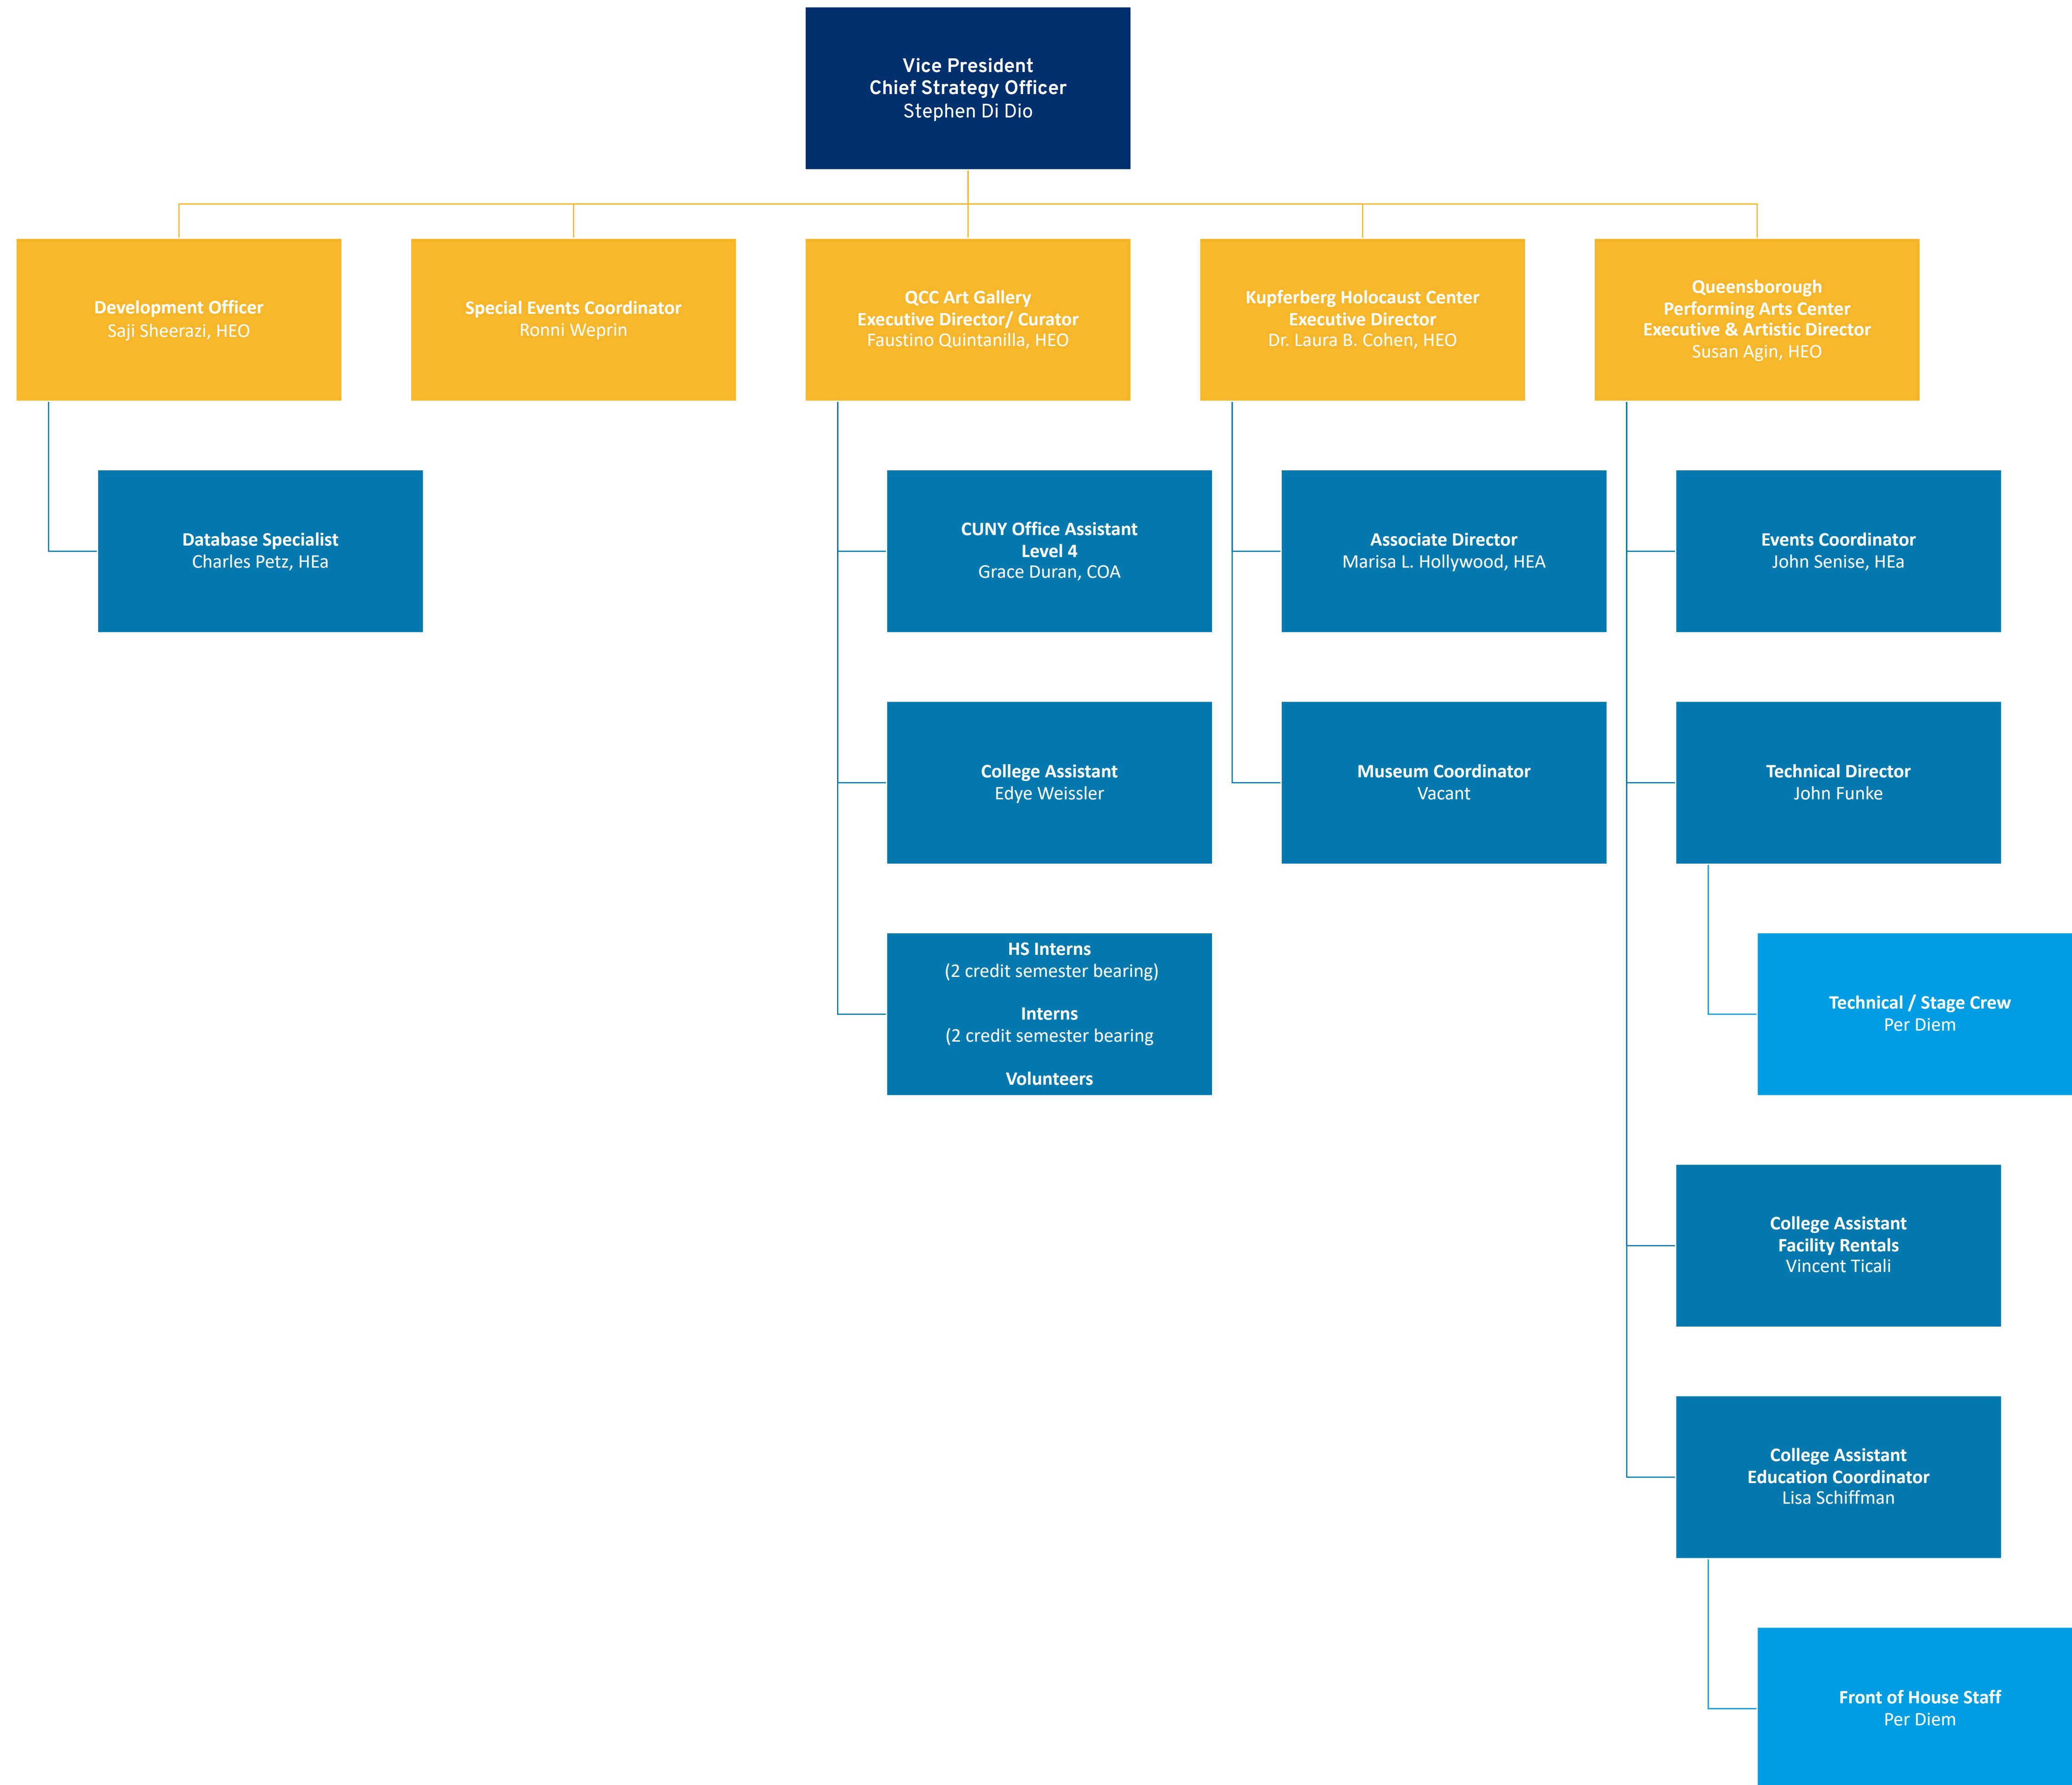 Vice President
Chief Strategy Officer
Stephen Di Dio
Development Officer
Saji Sheerazi, HEO
Special Events Coordinator
Ronni Weprin
QCC Art Gallery
Executive Director/ Curator
Faustino Quintanilla, HEO
Kupferberg Holocaust Center
Executive Director
Dr. Laura B. Cohen, HEO
Queensborough
Performing Arts Center
Executive & Artistic Director
Susan Agin, HEO
Database Specialist
Charles Petz, HEa
CUNY Office Assistant
Level 4
Grace Duran, COA
Associate Director
Marisa L. Hollywood, HEA
Events Coordinator
John Senise, HEa
College Assistant
Edye Weissler
Museum Coordinator
Vacant
Technical Director
John Funke
HS Interns
(2 credit semester bearing)
Interns
(2 credit semester bearing
Volunteers
Technical / Stage Crew
Per Diem
College Assistant
Facility Rentals
Vincent Ticali
College Assistant
Education Coordinator
Lisa Schiffman
Front of House Staff
Per Diem